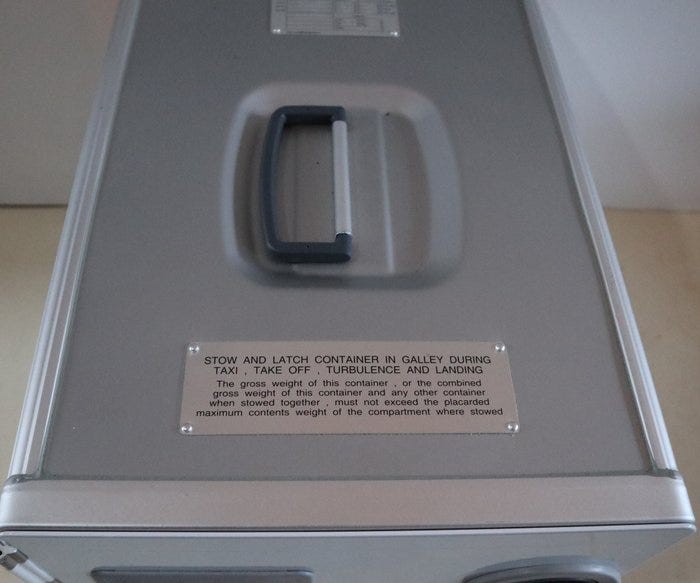 STOW AND LATCH CONTAINER IN GALLEY DURING
TAXI , TAKE OFF , TURBULENCE AND LANDING
The gross weight of this container , or the combined
gross weight of this container and any other container
when stowed together , must not exceed the placarded
maximum contents weight of the compartment where stowed